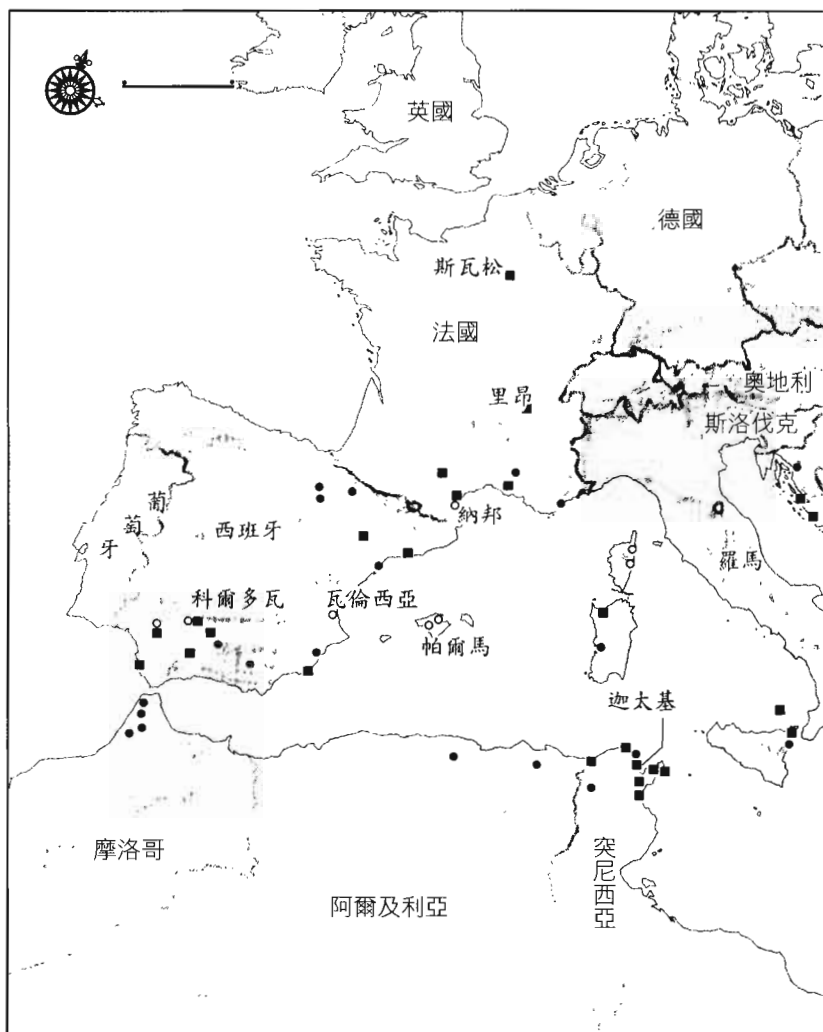 英國
德國
斯瓦松
法國
奧地利
里昂
斯洛伐克
納邦
葡萄牙
西班牙
羅馬
科爾多瓦
瓦倫西亞
帕爾馬
迦太基
摩洛哥
突尼西亞
阿爾及利亞